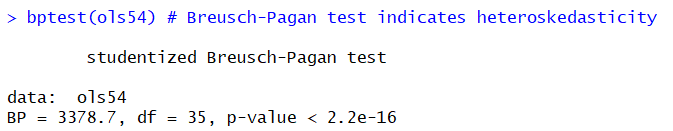 > bptest(ols54) # Breusch-Pagan test indicates heteroskedasticity
studentized Breusch-Pagan test
data:  ols54
BP = 3378.7, df = 35, p-value < 2.2e-16